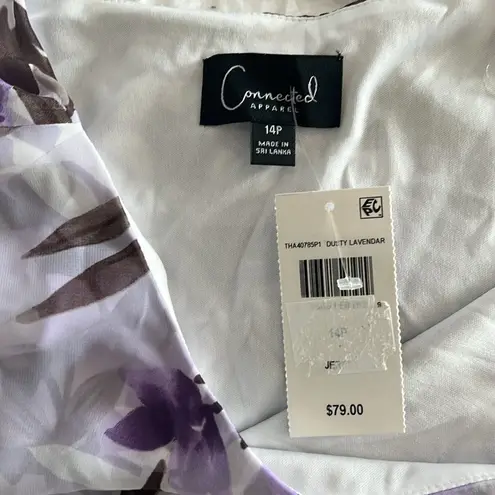 Connected
APPAREL
14P
MADE IN
SRI LANKA
THA40785P1 DUSTY LAVENDAR
14P
$79.00